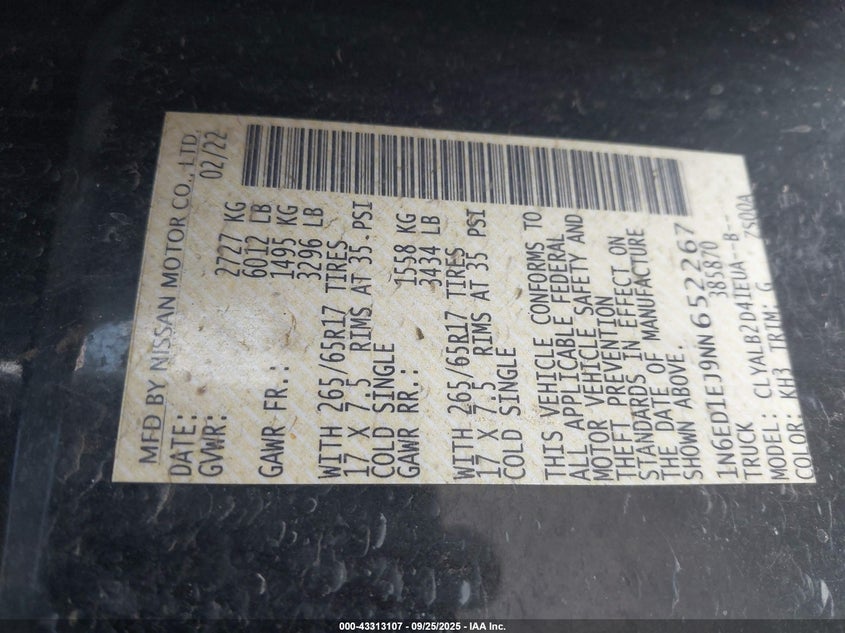 MFD BY NISSAN MOTOR CO., LTD.
DATE: 02/22
GVWR: 2727 KG
6012 LB
GAWR FR.: 1495 KG
3296 LB
WITH 265/65R17 TIRES
17 X 7.5 RIMS AT 35 PSI
COLD SINGLE
GAWR RR.: 1558 KG
3434 LB
WITH 265/65R17 TIRES
17 X 7.5 RIMS AT 35 PSI
COLD SINGLE
THIS VEHICLE CONFORMS TO
ALL APPLICABLE FEDERAL
MOTOR VEHICLE SAFETY AND
THEFT PREVENTION
STANDARDS IN EFFECT ON
THE DATE OF MANUFACTURE
SHOWN ABOVE.
1N6ED1EJ9NN652267
TRUCK 385870
MODEL: CLYALB2D4IEUA--B--
COLOR: KH3 TRIM: G 7S00A
000-43313107 - 09/25/2025 - IAA Inc.